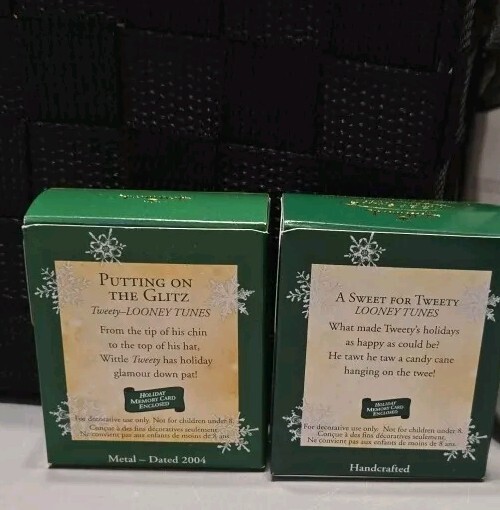 PUTTING ON
THE GLITZ
Tweety–LOONEY TUNES
From the tip of his chin
to the top of his hat,
Wittle Tweety has holiday
glamour down pat!
HOLIDAY
MEMORY CARD
ENCLOSED
For decorative use only. Not for children under 8.
Conçue à des fins décoratives seulement.
Ne convient pas aux enfants de moins de 8 ans.
Metal – Dated 2004
A SWEET FOR TWEETY
LOONEY TUNES
What made Tweety's holidays
as happy as could be?
He tawt he taw a candy cane
hanging on the twee!
HOLIDAY
MEMORY CARD
ENCLOSED
For decorative use only. Not for children under 8.
Conçue à des fins décoratives seulement.
Ne convient pas aux enfants de moins de 8 ans.
Handcrafted